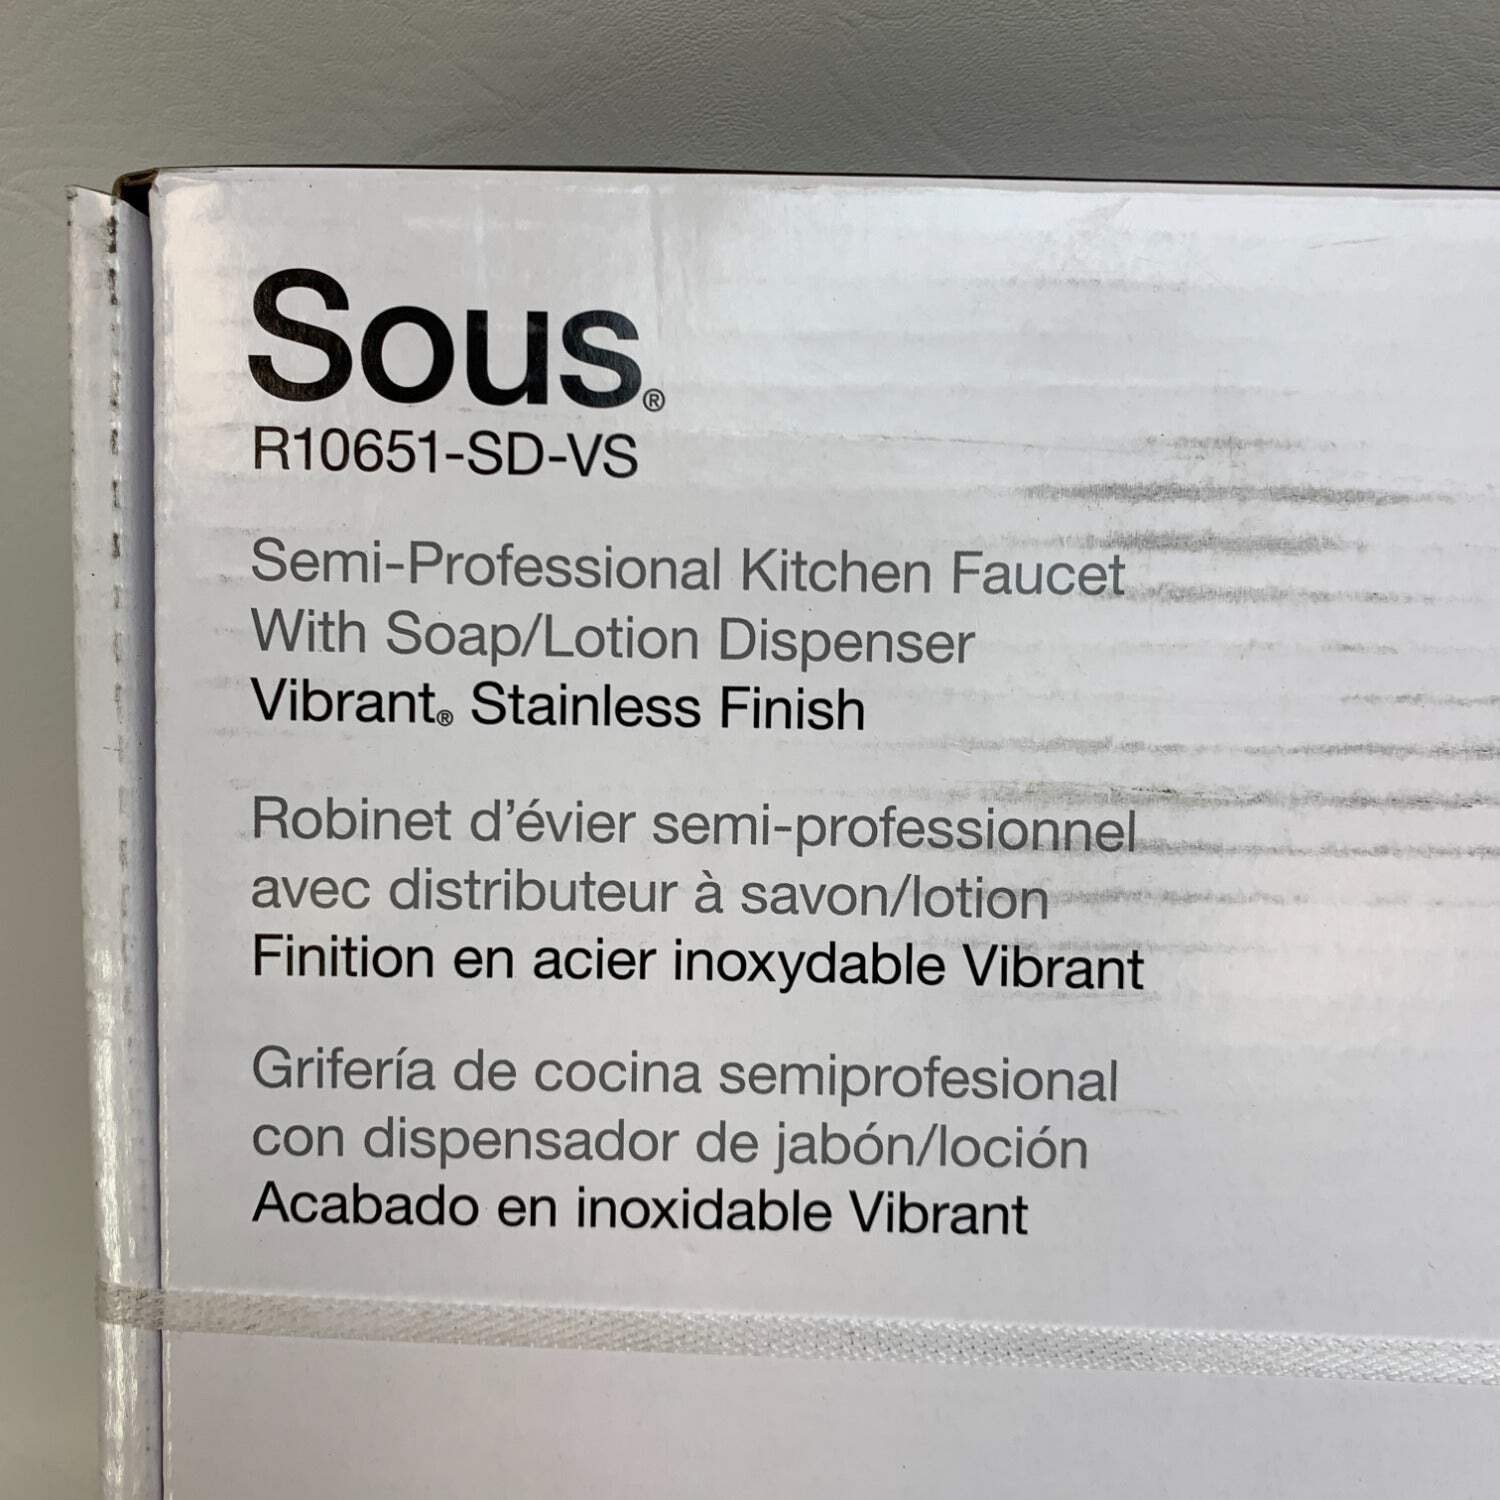 Sous®
R10651-SD-VS
Semi-Professional Kitchen Faucet
With Soap/Lotion Dispenser
Vibrant® Stainless Finish
Robinet d'évier semi-professionnel
avec distributeur à savon/lotion
Finition en acier inoxydable Vibrant
Grifería de cocina semiprofesional
con dispensador de jabón/loción
Acabado en inoxidable Vibrant